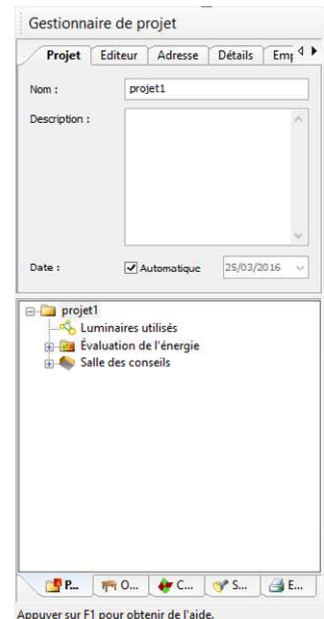 Gestionnaire de projet
Projet Editeur Adresse Détails Emp
Nom : projet1
Description :
Date : Automatique 25/03/2016
projet1
Luminaires utilisés
Évaluation de l'énergie
Salle des conseils
P... O... C... S... E...
Appuyer sur F1 pour obtenir de l'aide.